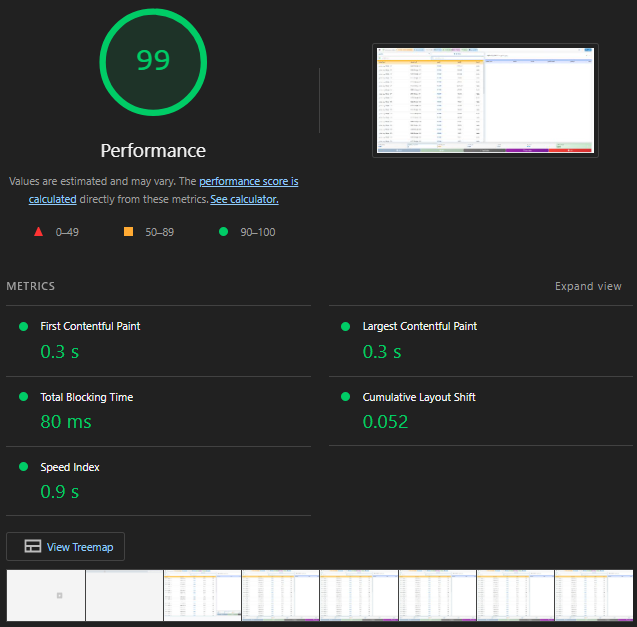 99
Performance
Values are estimated and may vary. The performance score is
calculated directly from these metrics. See calculator.
0–49
50–89
90–100
METRICS
Expand view
First Contentful Paint
0.3 s
Largest Contentful Paint
0.3 s
Total Blocking Time
80 ms
Cumulative Layout Shift
0.052
Speed Index
0.9 s
View Treemap